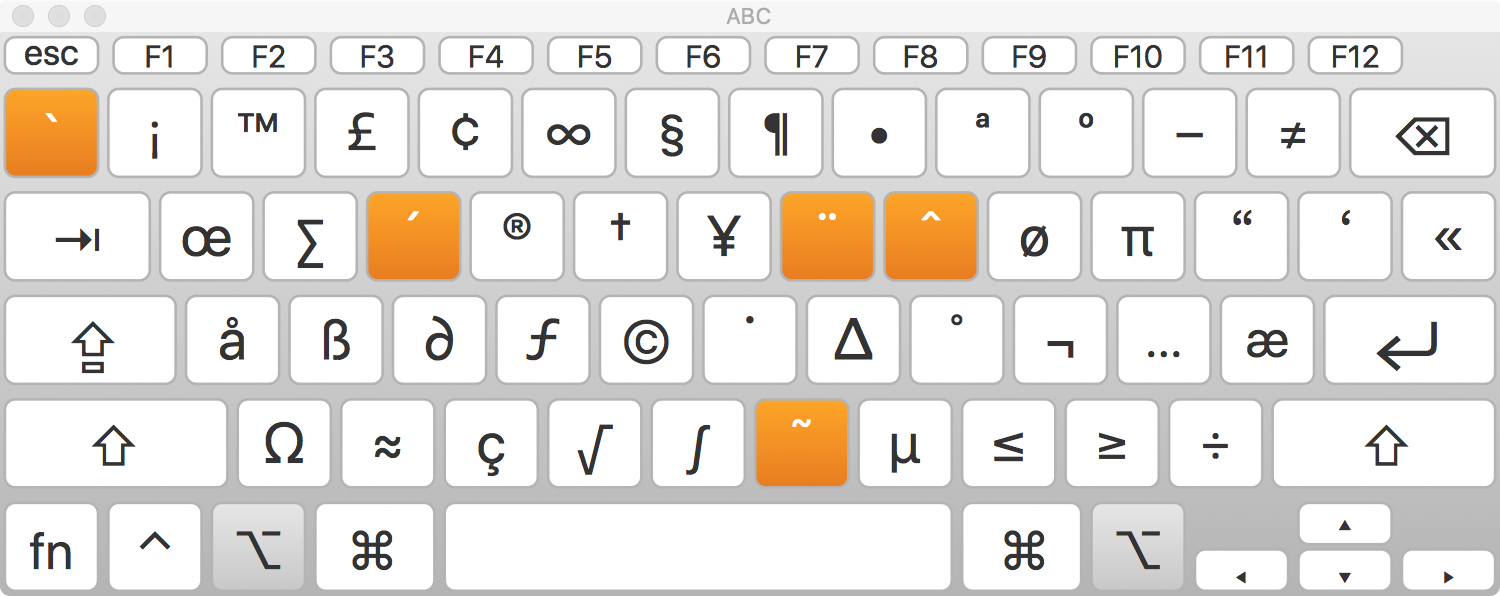 ABC
esc F1 F2 F3 F4 F5 F6 F7 F8 F9 F10 F11 F12
` ¡ ™ £ ¢ ∞ § ¶ • ª º – ≠ ⌫
⇥ œ ∑ ´ ® † ¥ ¨ ˆ ø π “ ‘ «
⇪ å ß ∂ ƒ © ˙ ∆ ˚ ¬ … æ ↵
⇧ Ω ≈ ç √ ∫ ˜ µ ≤ ≥ ÷ ⇧
fn ^ ⌥ ⌘ ⌘ ⌥ ◂ ▴ ▾ ▸